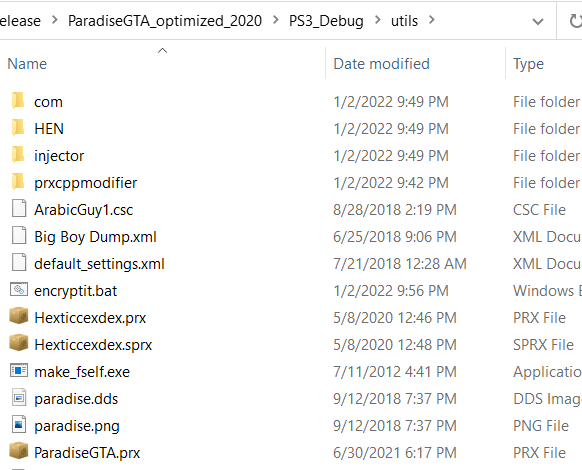 elease > ParadiseGTA_optimized_2020 > PS3_Debug > utils >
Name Date modified Type
com 1/2/2022 9:49 PM File folder
HEN 1/2/2022 9:49 PM File folder
injector 1/2/2022 9:49 PM File folder
prxcppmodifier 1/2/2022 9:42 PM File folder
ArabicGuy1.csc 8/28/2018 2:19 PM CSC File
Big Boy Dump.xml 6/25/2018 9:06 PM XML Docu
default_settings.xml 7/21/2018 12:28 AM XML Docu
encryptit.bat 1/2/2022 9:56 PM Windows B
Hexticcexdex.prx 5/8/2020 12:46 PM PRX File
Hexticcexdex.sprx 5/8/2020 12:48 PM SPRX File
make_fself.exe 7/11/2012 4:41 PM Applicatio
paradise.dds 9/12/2018 7:37 PM DDS Imag
paradise.png 9/12/2018 7:37 PM PNG File
ParadiseGTA.prx 6/30/2021 6:17 PM PRX File